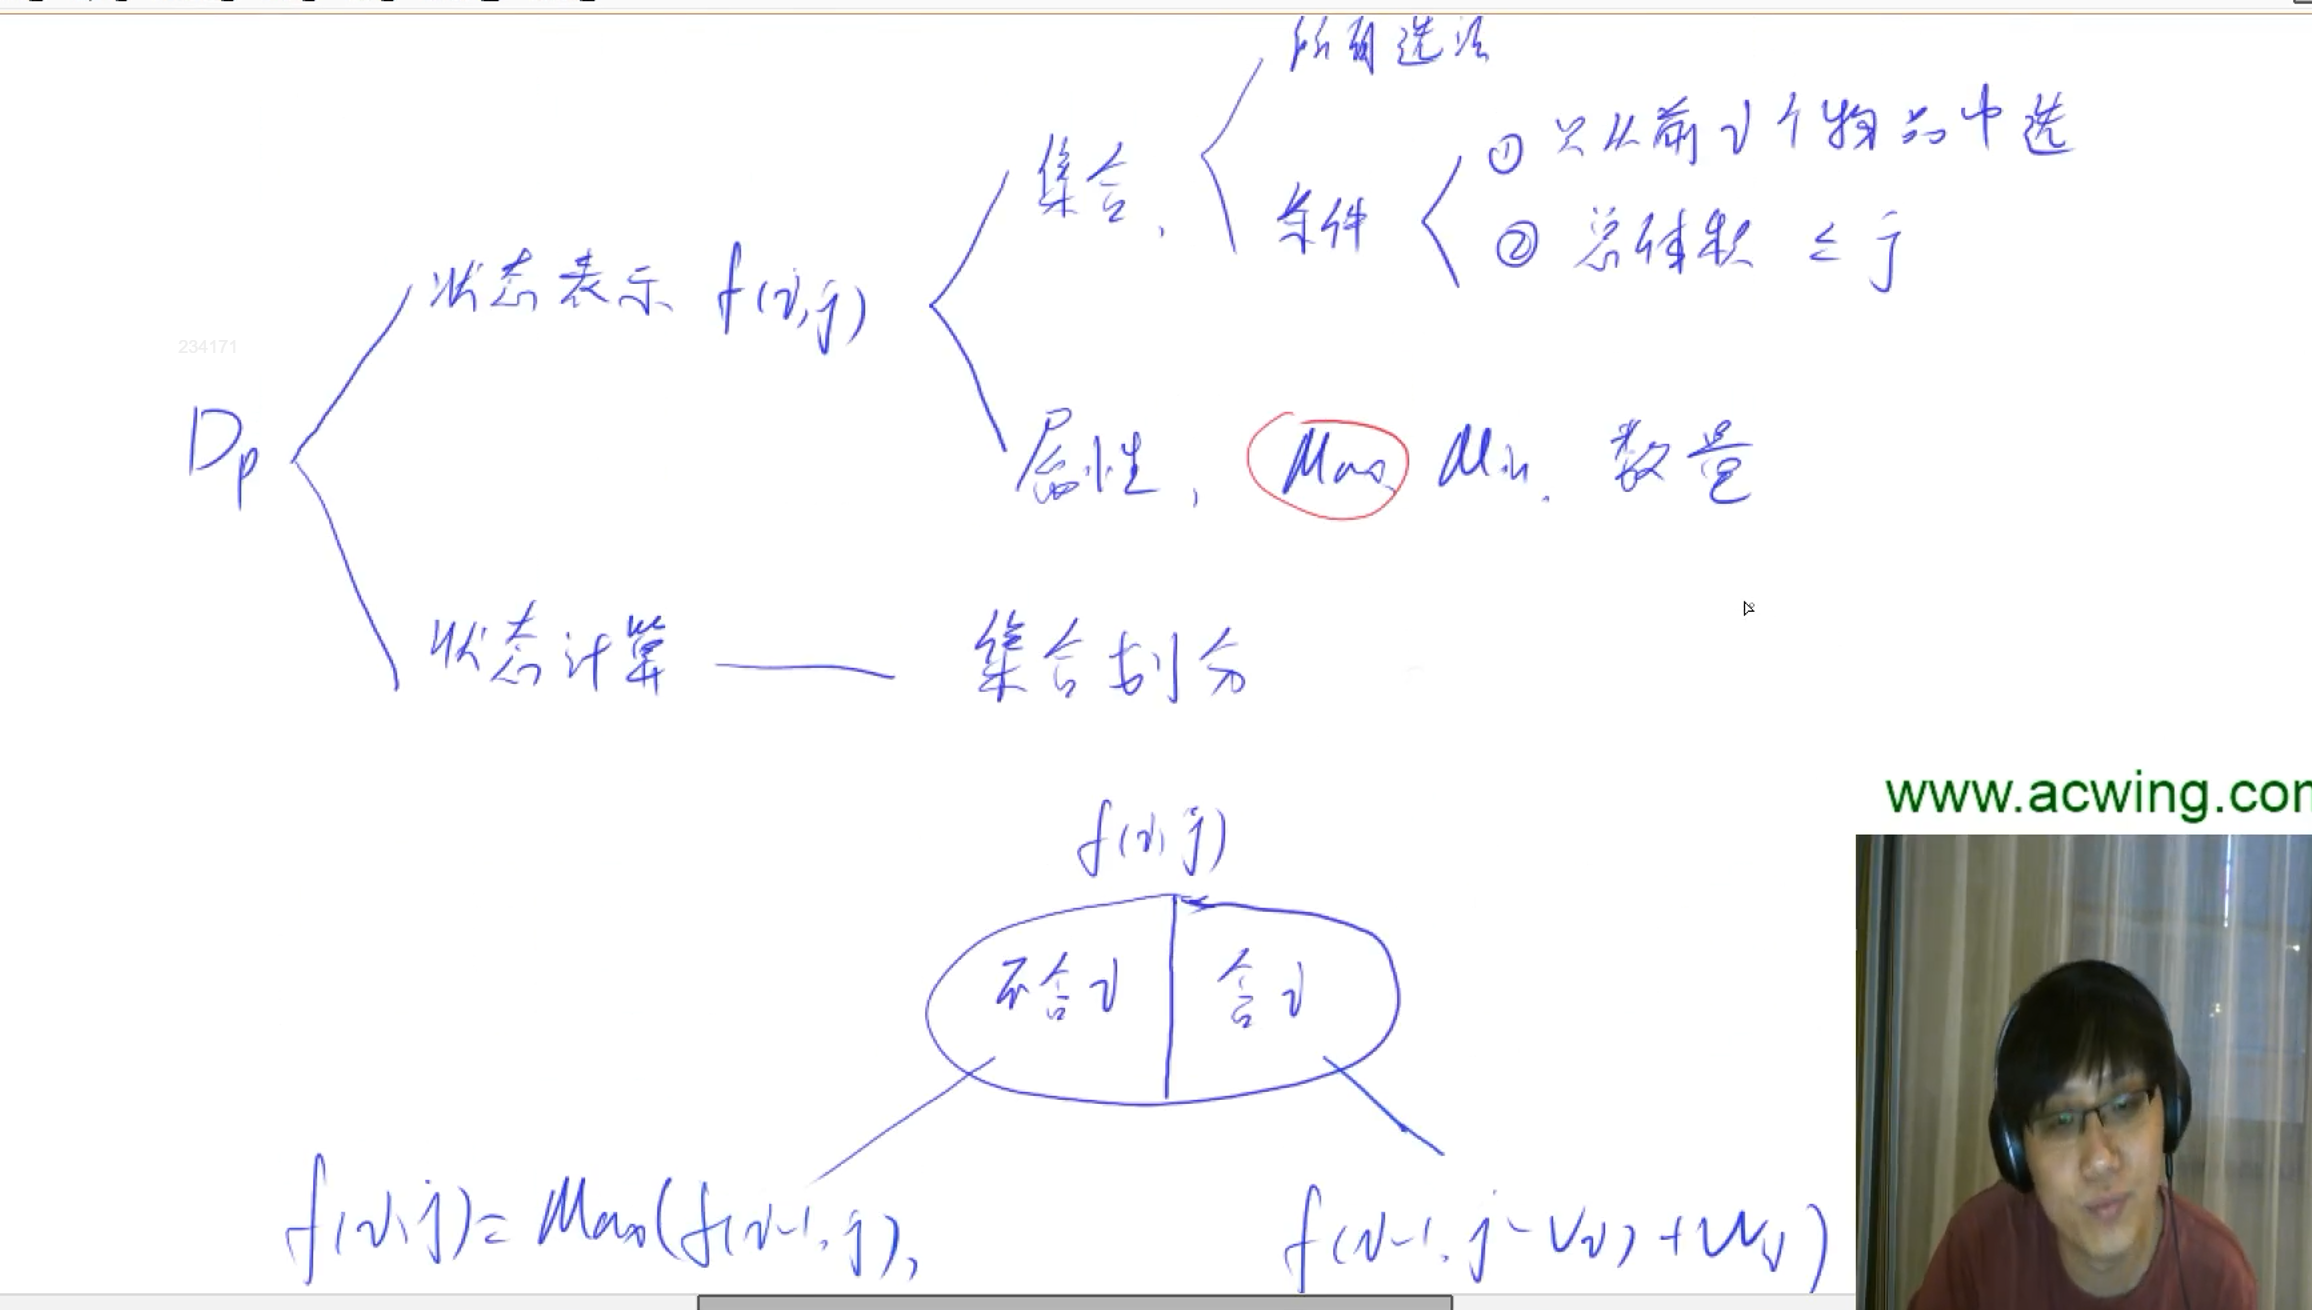 所有选法
① 只从前i个物品中选
集合,
条件
② 总体积 ≤ j
状态表示 f(i,j)
234171
Dp
属性, Max, Min, 数量
状态计算 —— 集合划分
www.acwing.com
f(i,j)
不含i 含i
f(i,j)= Max(f(i-1,j), f(i-1,j-vi)+wi)